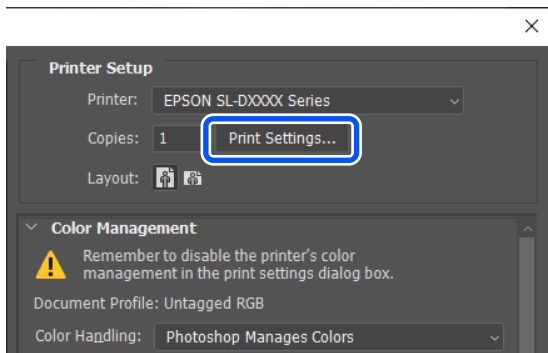 Printer Setup
Printer: EPSON SL-DXXXX Series
Copies: 1 Print Settings...
Layout:
Color Management
Remember to disable the printer's color
management in the print settings dialog box.
Document Profile: Untagged RGB
Color Handling: Photoshop Manages Colors